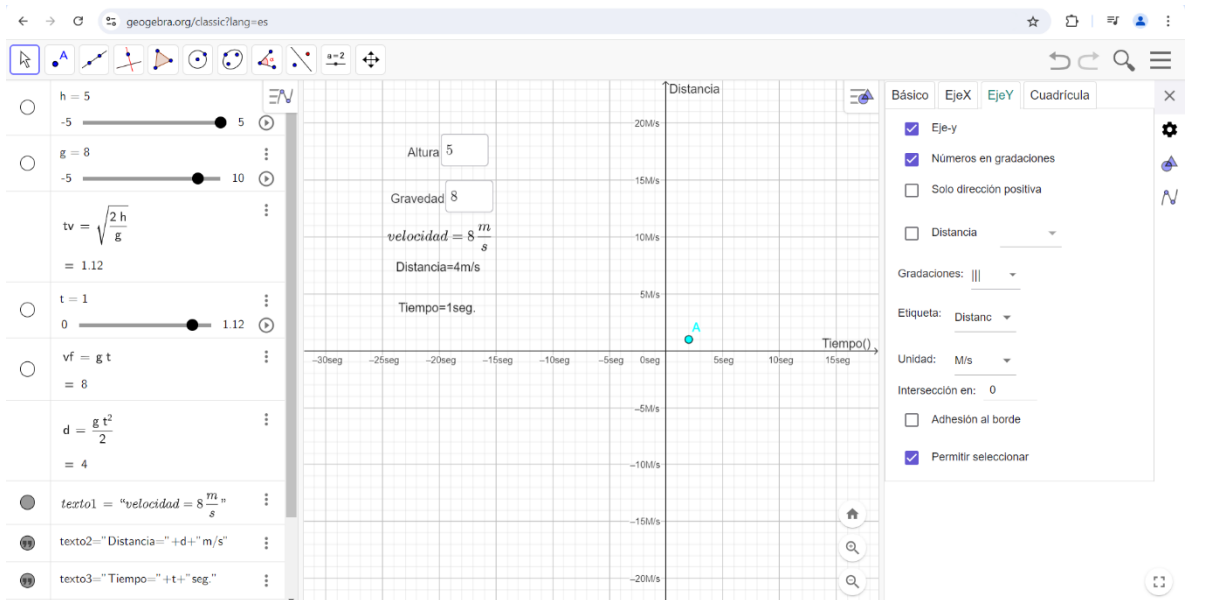 geogebra.org/classic?lang=es
A
a=2
h = 5
-5 5
g = 8
-5 10
tv = √(2 h / g)
= 1.12
t = 1
0 1.12
vf = g t
= 8
d = g t² / 2
= 4
texto1 = “velocidad = 8 m/s”
texto2="Distancia="+d+"m/s"
texto3="Tiempo="+t+"seg."
Altura 5
Gravedad 8
velocidad = 8 m/s
Distancia=4m/s
Tiempo=1seg.
Distancia
20M/s
15M/s
10M/s
5M/s
A
Tiempo()
–30seg –25seg –20seg –15seg –10seg –5seg 0seg 5seg 10seg 15seg
–5M/s
–10M/s
–15M/s
–20M/s
Básico EjeX EjeY Cuadrícula
Eje-y
Números en gradaciones
Solo dirección positiva
Distancia
Gradaciones: |||
Etiqueta: Distanc
Unidad: M/s
Intersección en: 0
Adhesión al borde
Permitir seleccionar